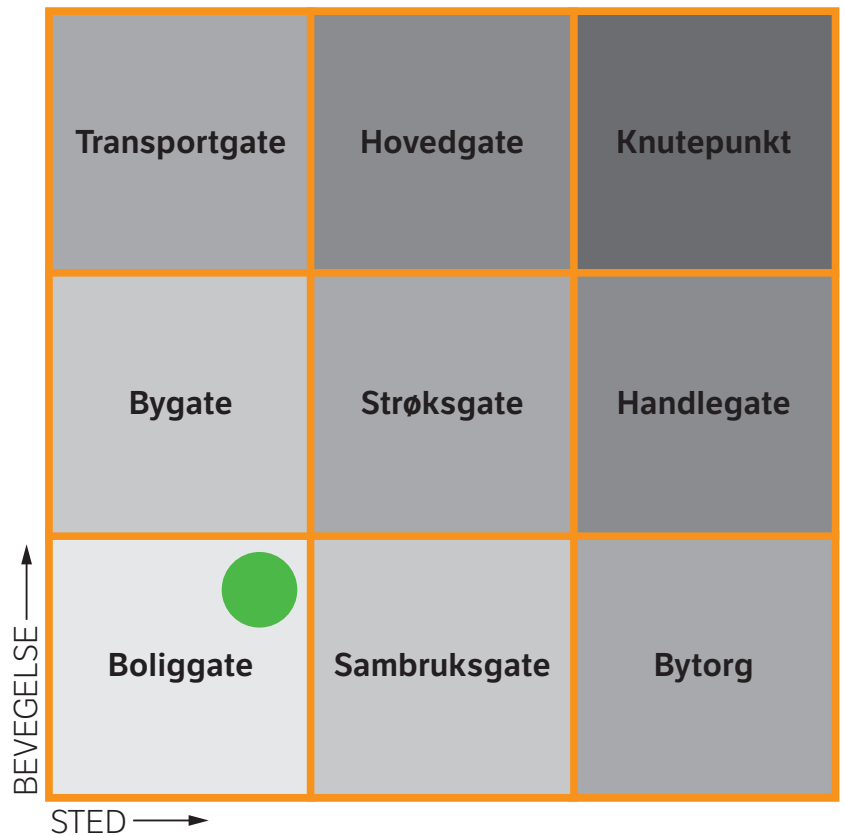 Transportgate
Hovedgate
Knutepunkt
Bygate
Strøksgate
Handlegate
Boliggate
Sambruksgate
Bytorg
BEVEGELSE
STED